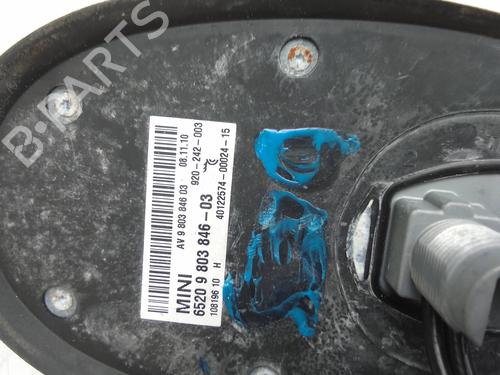 B-PARTS
AV 9 803 846 03 08.11.10
920-242-003
MINI
6520 9 803 846-03
40122574-00024-15
108196 10 H